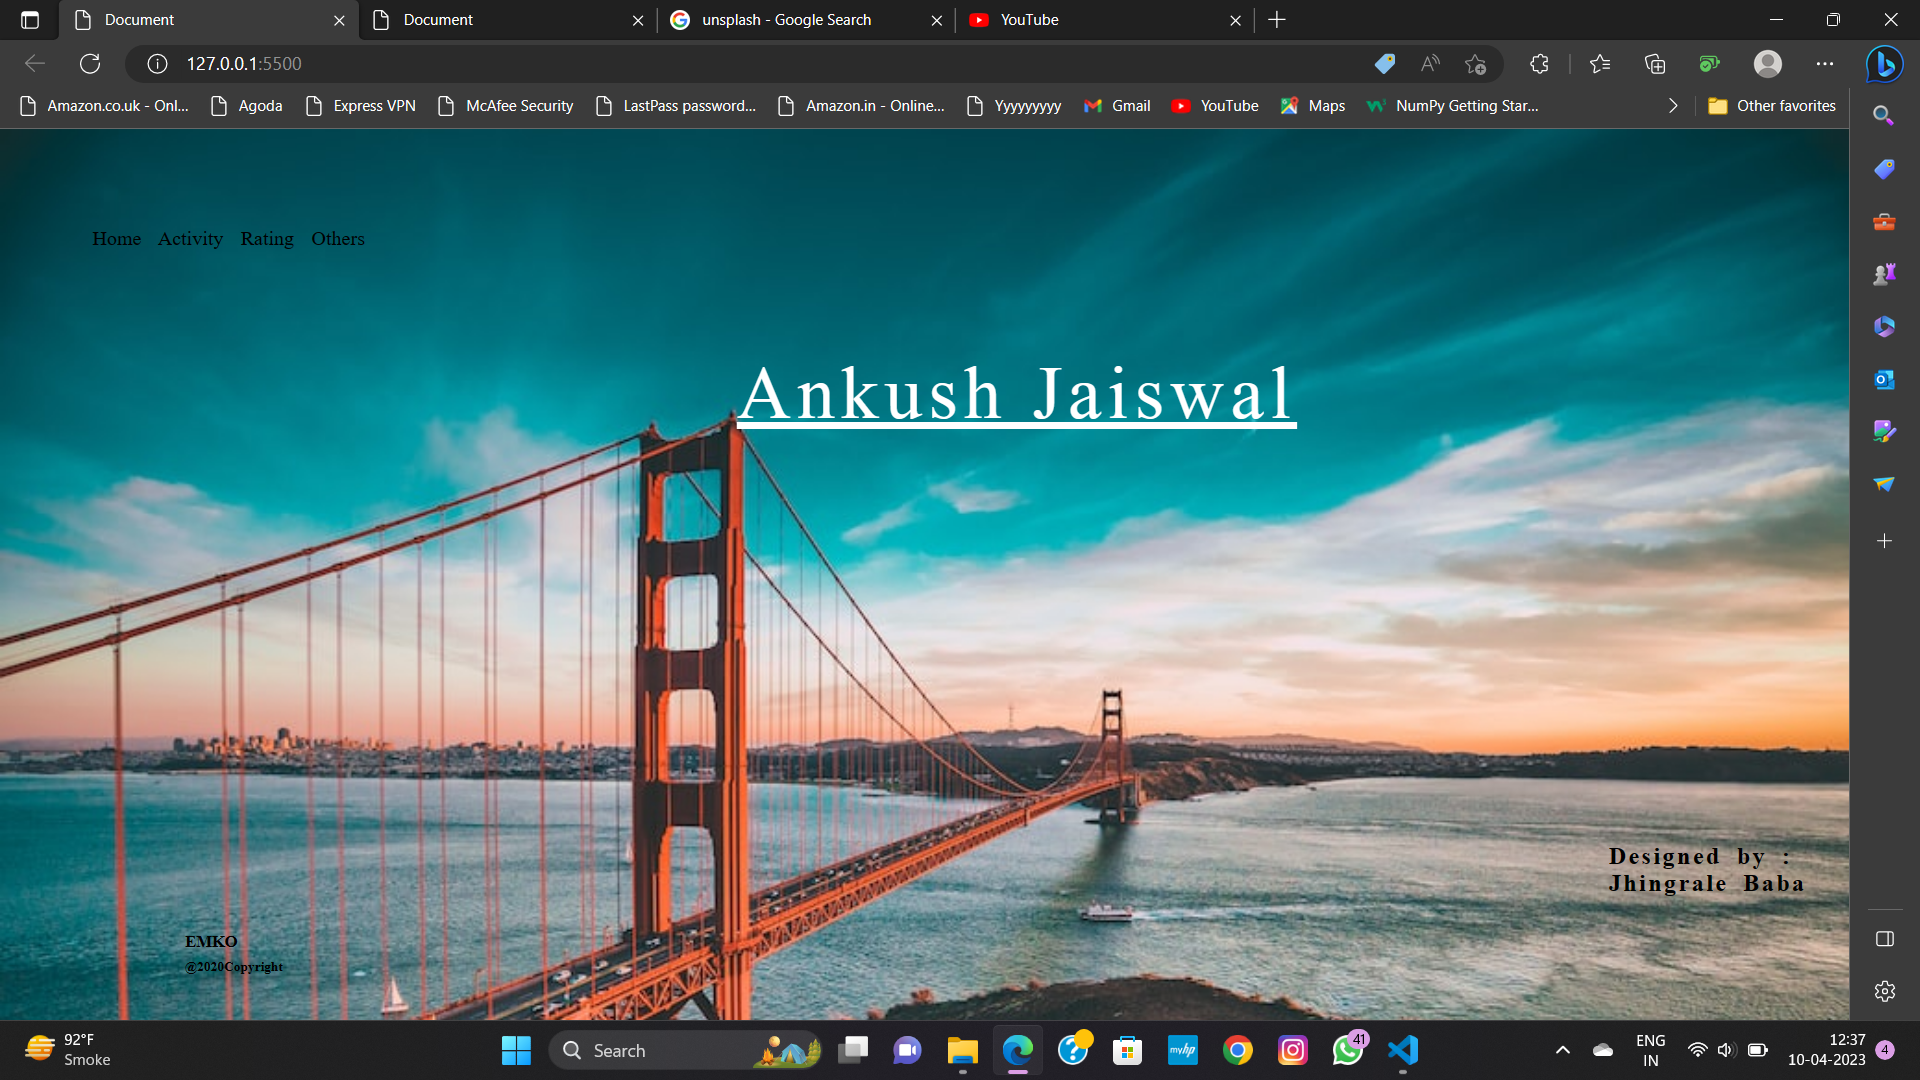 Document
Document
unsplash - Google Search
YouTube
127.0.0.1:5500
Amazon.co.uk - Onl...
Agoda
Express VPN
McAfee Security
LastPass password...
Amazon.in - Online...
Yyyyyyyyy
Gmail
YouTube
Maps
NumPy Getting Star...
Other favorites
Home Activity Rating Others
Ankush Jaiswal
Designed by :
Jhingrale Baba
EMKO
@2020Copyright
92°F
Smoke
Search
myhp
41
ENG
IN
12:37
10-04-2023
4